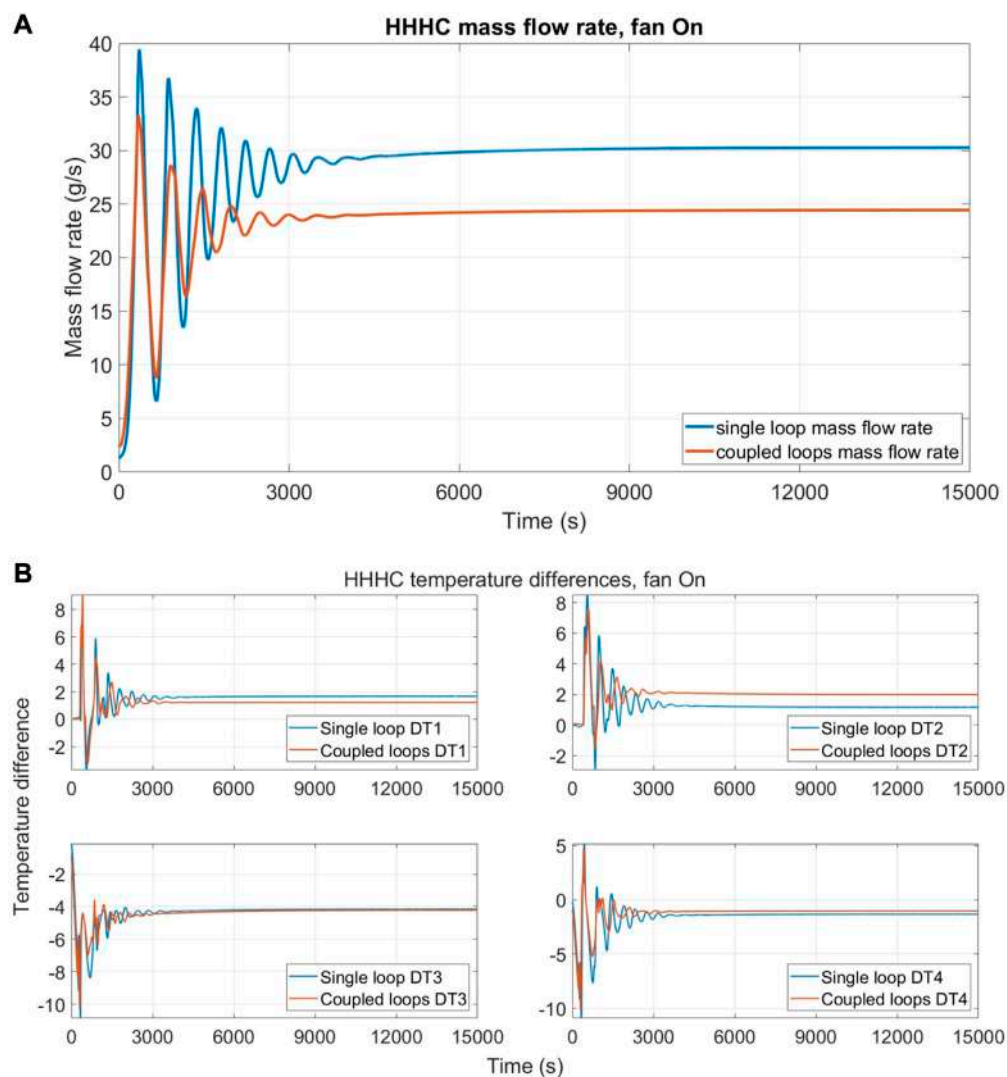 A
HHHC mass flow rate, fan On
Mass flow rate (g/s)
40
35
30
25
20
15
10
5
0
single loop mass flow rate
coupled loops mass flow rate
0 3000 6000 9000 12000 15000
Time (s)
B
HHHC temperature differences, fan On
Temperature difference
8
6
4
2
0
-2
Single loop DT1
Coupled loops DT1
0 3000 6000 9000 12000 15000
8
6
4
2
0
-2
Single loop DT2
Coupled loops DT2
0 3000 6000 9000 12000 15000
-2
-4
-6
-8
-10
Single loop DT3
Coupled loops DT3
0 3000 6000 9000 12000 15000
5
0
-5
-10
Single loop DT4
Coupled loops DT4
0 3000 6000 9000 12000 15000
Time (s)